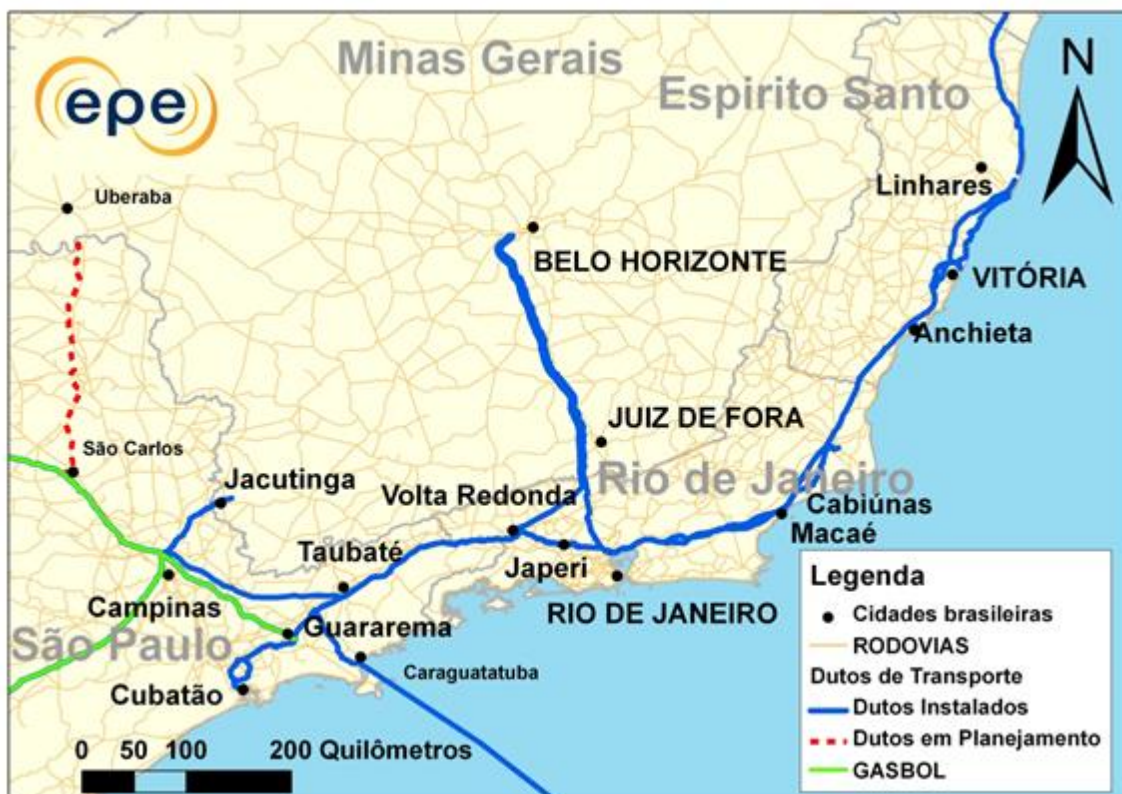 epe
Minas Gerais
Espirito Santo
N
Uberaba
Linhares
BELO HORIZONTE
VITÓRIA
Anchieta
JUIZ DE FORA
São Carlos
Jacutinga
Rio de Janeiro
Volta Redonda
Cabiúnas
Macaé
Taubaté
Japeri
Campinas
RIO DE JANEIRO
São Paulo
Guararema
Caraguatatuba
Cubatão
0 50 100 200 Quilômetros
Legenda
Cidades brasileiras
RODOVIAS
Dutos de Transporte
Dutos Instalados
Dutos em Planejamento
GASBOL